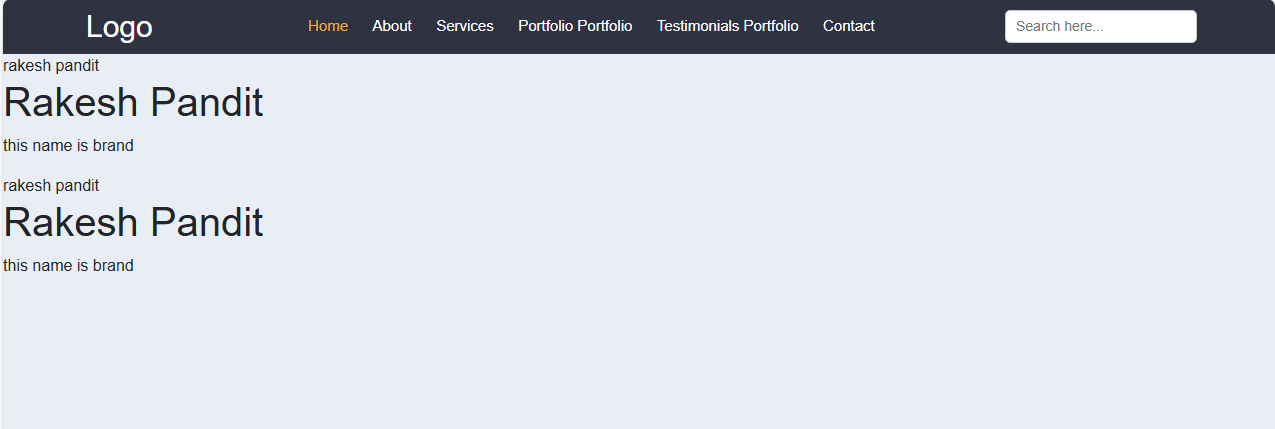 Logo Home About Services Portfolio Portfolio Testimonials Portfolio Contact Search here...
rakesh pandit
Rakesh Pandit
this name is brand
rakesh pandit
Rakesh Pandit
this name is brand